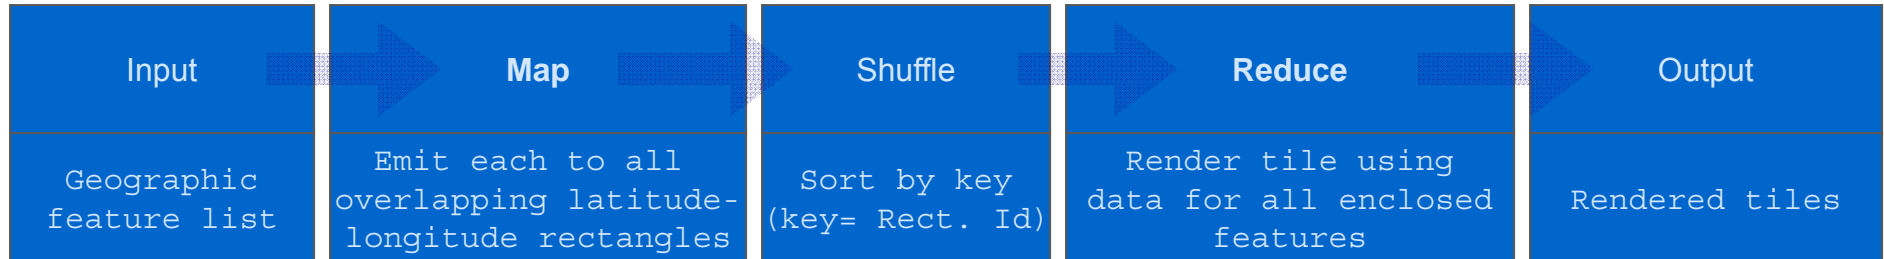 Input
Map
Shuffle
Reduce
Output
Geographic
feature list
Emit each to all
overlapping latitude-
longitude rectangles
Sort by key
(key= Rect. Id)
Render tile using
data for all enclosed
features
Rendered tiles